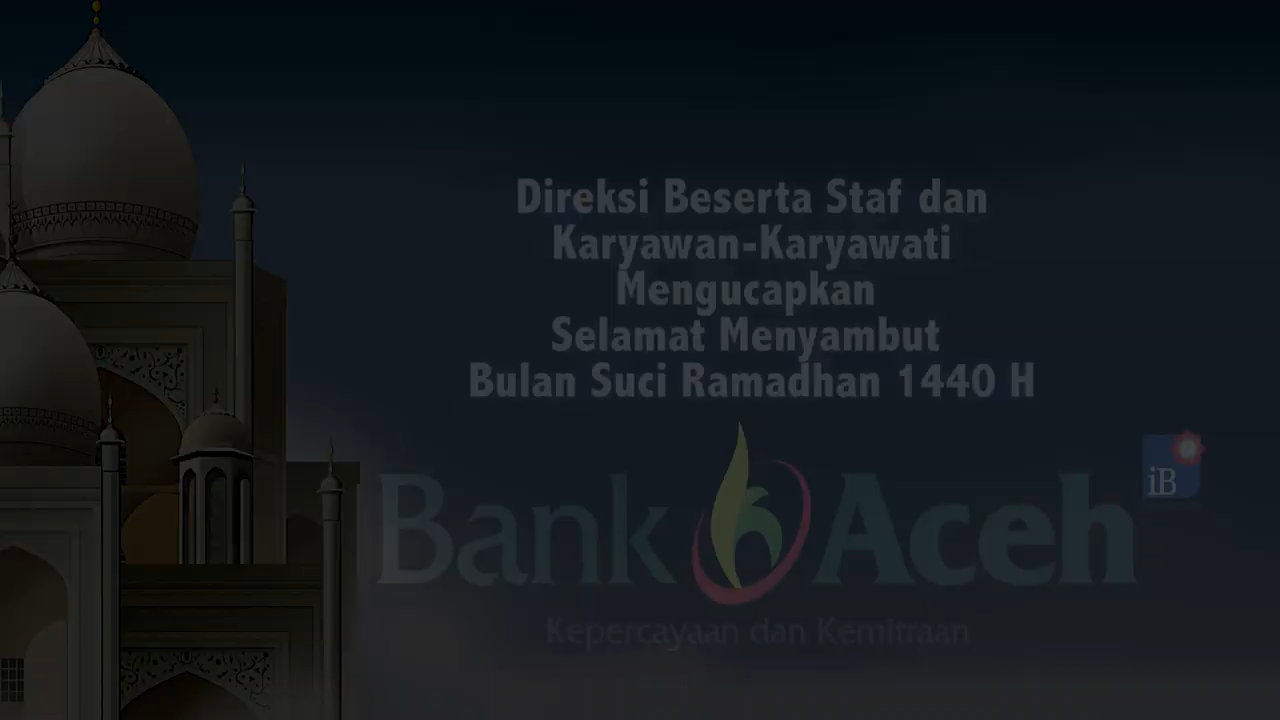 Direksi Beserta Staf dan
Karyawan-Karyawati
Mengucapkan
Selamat Menyambut
Bulan Suci Ramadhan 1440 H
iB
Bank Aceh
Kepercayaan dan Kemitraan